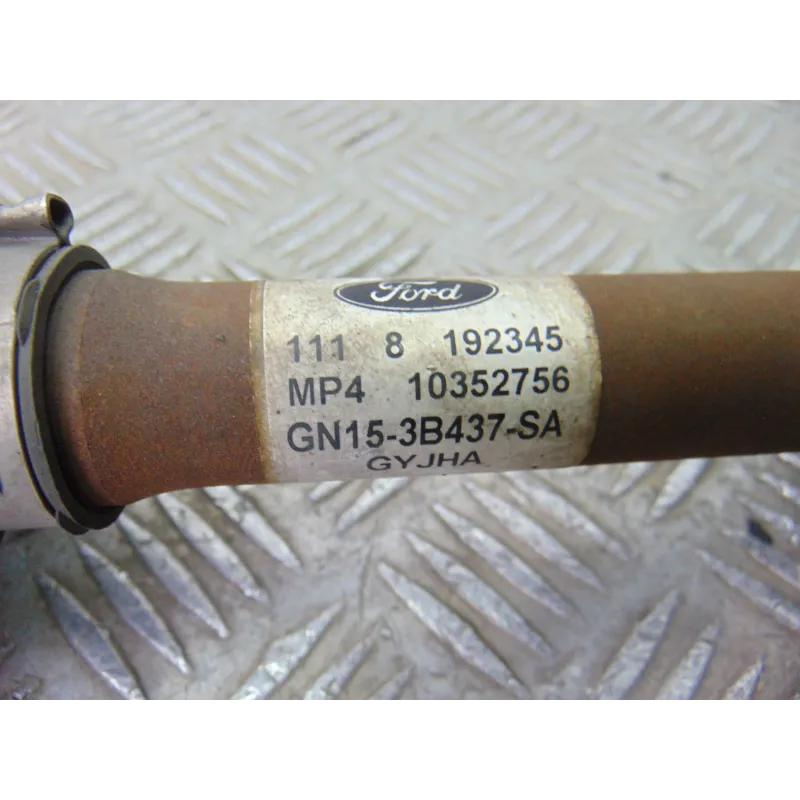 Ford
111 8 192345
MP4 10352756
GN15-3B437-SA
GYJHA